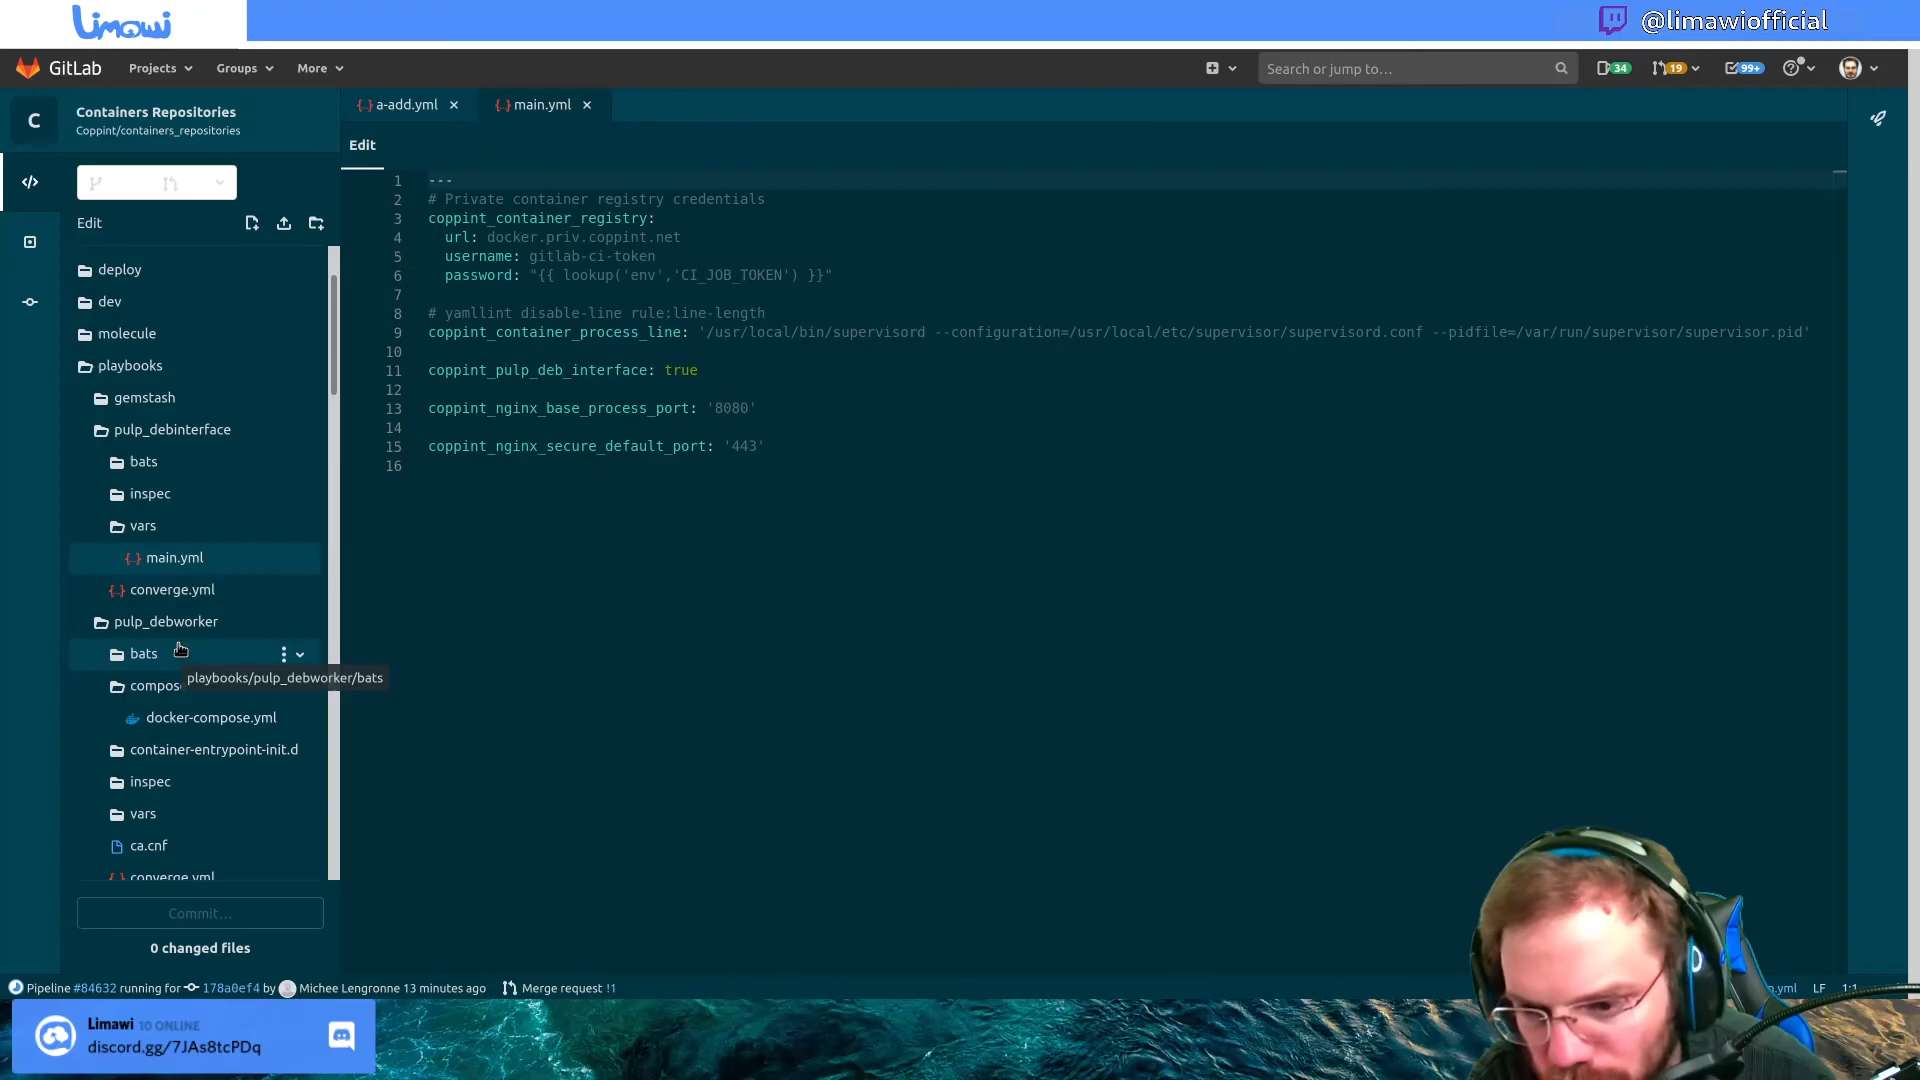 Limawi
@limawiofficial
GitLab
Projects
Groups
More
Search or jump to...
34
19
99+
C
Containers Repositories
Coppint/containers_repositories
a-add.yml
main.yml
Edit
Edit
deploy
dev
molecule
playbooks
gemstash
pulp_debinterface
bats
inspec
vars
main.yml
converge.yml
pulp_debworker
bats
compos
playbooks/pulp_debworker/bats
docker-compose.yml
container-entrypoint-init.d
inspec
vars
ca.cnf
converge.yml
Commit...
0 changed files
1 ---
2 # Private container registry credentials
3 coppint_container_registry:
4 url: docker.priv.coppint.net
5 username: gitlab-ci-token
6 password: "{{ lookup('env','CI_JOB_TOKEN') }}"
7
8 # yamllint disable-line rule:line-length
9 coppint_container_process_line: '/usr/local/bin/supervisord --configuration=/usr/local/etc/supervisor/supervisord.conf --pidfile=/var/run/supervisor/supervisor.pid'
10
11 coppint_pulp_deb_interface: true
12
13 coppint_nginx_base_process_port: '8080'
14
15 coppint_nginx_secure_default_port: '443'
16
Pipeline #84632 running for 178a0ef4 by Michee Lengronne 13 minutes ago
Merge request !1
n.yml
LF
1:1
Limawi 10 ONLINE
discord.gg/7JAs8tcPDq